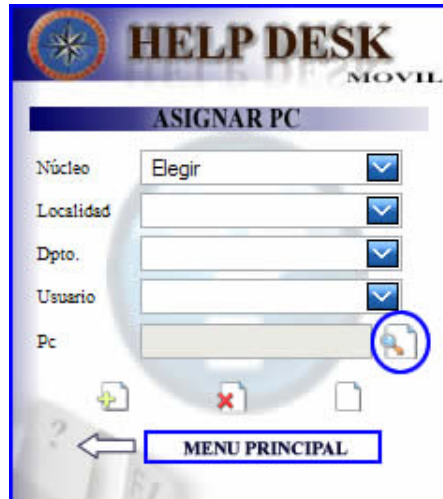 HELP DESK
MOVIL
ASIGNAR PC
Núcleo Elegir
Localidad
Dpto.
Usuario
Pc
?
MENU PRINCIPAL